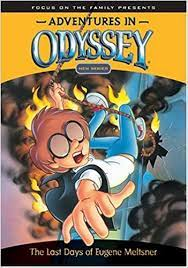 FOCUS ON THE FAMILY PRESENTS
ADVENTURES IN
ODYSSEY
NEW SERIES
The Last Days of Eugene Meltsner